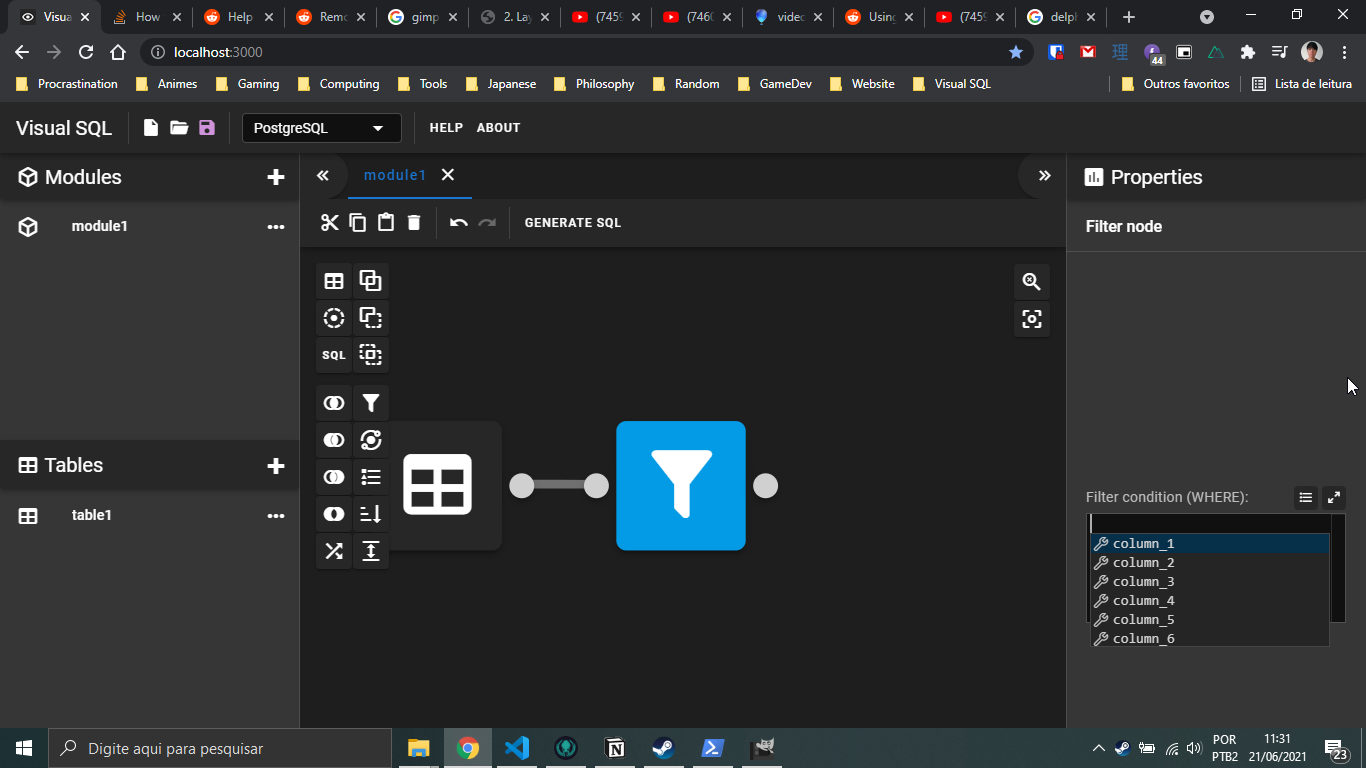 Visua
How
Help
Remo
gimp
2. Lay
(7459
(746
videc
Using
(745
delph
localhost:3000
44
Procrastination
Animes
Gaming
Computing
Tools
Japanese
Philosophy
Random
GameDev
Website
Visual SQL
Outros favoritos
Lista de leitura
Visual SQL
PostgreSQL
HELP
ABOUT
Modules
module1
Tables
table1
module1
GENERATE SQL
SQL
Properties
Filter node
Filter condition (WHERE):
column_1
column_2
column_3
column_4
column_5
column_6
Digite aqui para pesquisar
POR
PTB2
11:31
21/06/2021
23